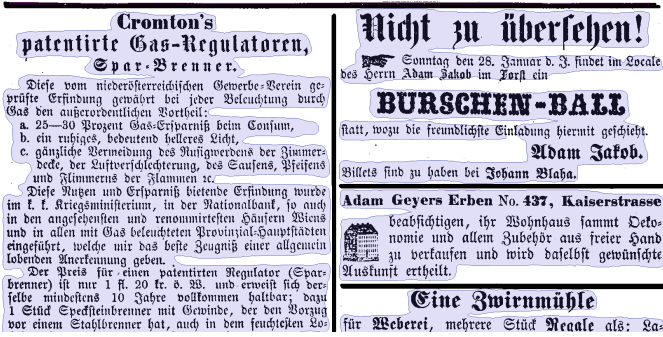 Cromton's
patentirte Gas-Regulatoren,
Spar-Brenner.
Diese vom niederösterreichischen Gewerbe-Verein ge-
prüfte Erfindung gewährt bei jeder Beleuchtung durch
Gas den außerordentlichen Vortheil:
a. 25—30 Prozent Gas-Ersparniß beim Consum,
b. ein ruhiges, bedeutend helleres Licht,
c. gänzliche Vermeidung des Rußigwerdens der Zimmer-
decke, der Luftverschlechterung, des Sausens, Pfeifens
und Flimmerns der Flammen ꝛc.
Diese Nutzen und Ersparniß bietende Erfindung wurde
im k. k. Kriegsministerium, in der Nationalbank, so auch
in den angesehensten und renommirtesten Häusern Wiens
und in allen mit Gas beleuchteten Provinzial-Hauptstädten
eingeführt, welche mir das beste Zeugniß einer allgemein
lobenden Anerkennung geben.
Der Preis für einen patentirten Regulator (Spar-
brenner) ist nur 1 fl. 20 kr. ö. W. und erweist sich der-
selbe mindestens 10 Jahre vollkommen haltbar; dazu
1 Stück Specksteinbrenner mit Gewinde, der den Vorzug
vor einem Stahlbrenner hat, auch in dem feuchtesten Lo-
Nicht zu übersehen!
Sonntag den 28. Januar d. J. findet im Locale
des Herrn Adam Jakob im Forst ein
BURSCHEN-BALL
statt, wozu die freundlichste Einladung hiermit geschieht.
Adam Jakob.
Billets sind zu haben bei Johann Blaha.
Adam Geyers Erben No. 437, Kaiserstrasse
beabsichtigen, ihr Wohnhaus sammt Oeko-
nomie und allem Zubehör aus freier Hand
zu verkaufen und wird daselbst gewünschte
Auskunft ertheilt.
Eine Zwirnmühle
für Weberei, mehrere Stück Regale als: La-